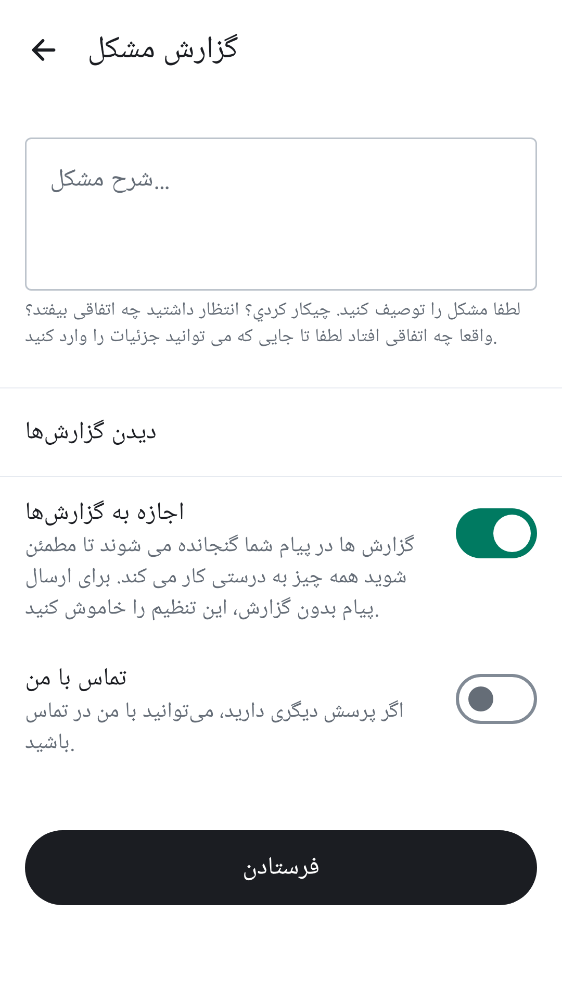 گزارش مشکل
شرح مشکل...
لطفا مشکل را توصیف کنید. چیکار کردي؟ انتظار داشتید چه اتفاقی بیفتد؟
واقعا چه اتفاقی افتاد لطفا تا جایی که می توانید جزئیات را وارد کنید.
دیدن گزارش‌ها
اجازه به گزارش‌ها
گزارش ها در پیام شما گنجانده می شوند تا مطمئن
شوید همه چیز به درستی کار می کند. برای ارسال
پیام بدون گزارش، این تنظیم را خاموش کنید.
تماس با من
اگر پرسش دیگری دارید، می‌توانید با من در تماس
باشید.
فرستادن